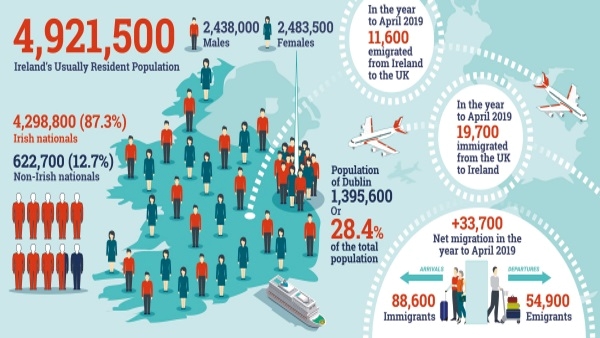 4,921,500
Ireland's Usually Resident Population
2,438,000
Males
2,483,500
Females
4,298,800 (87.3%)
Irish nationals
622,700 (12.7%)
Non-Irish nationals
In the year
to April 2019
11,600
emigrated
from Ireland
to the UK
In the year
to April 2019
19,700
immigrated
from the UK
to Ireland
Population
of Dublin
1,395,600
Or
28.4%
of the total
population
+33,700
Net migration in the
year to April 2019
ARRIVALS
DEPARTURES
88,600
Immigrants
54,900
Emigrants